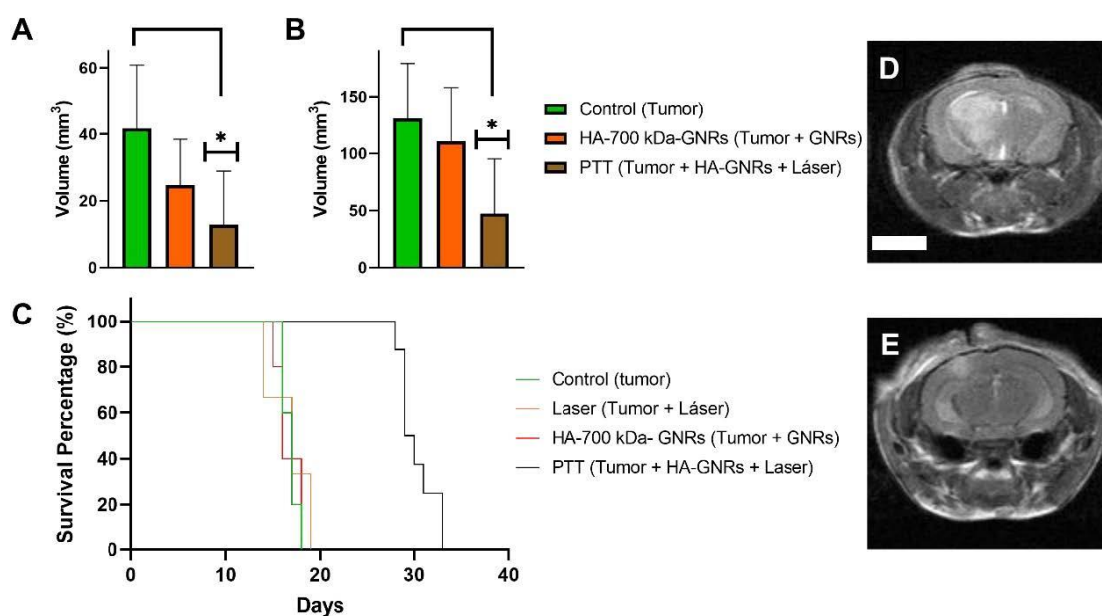 A
Volume (mm³)
60
40
20
0
*
B
Volume (mm³)
150
100
50
0
*
Control (Tumor)
HA-700 kDa-GNRs (Tumor + GNRs)
PTT (Tumor + HA-GNRs + Láser)
D
C
Survival Percentage (%)
100
80
60
40
20
0
0 10 20 30 40
Days
Control (tumor)
Laser (Tumor + Láser)
HA-700 kDa- GNRs (Tumor + GNRs)
PTT (Tumor + HA-GNRs + Laser)
E